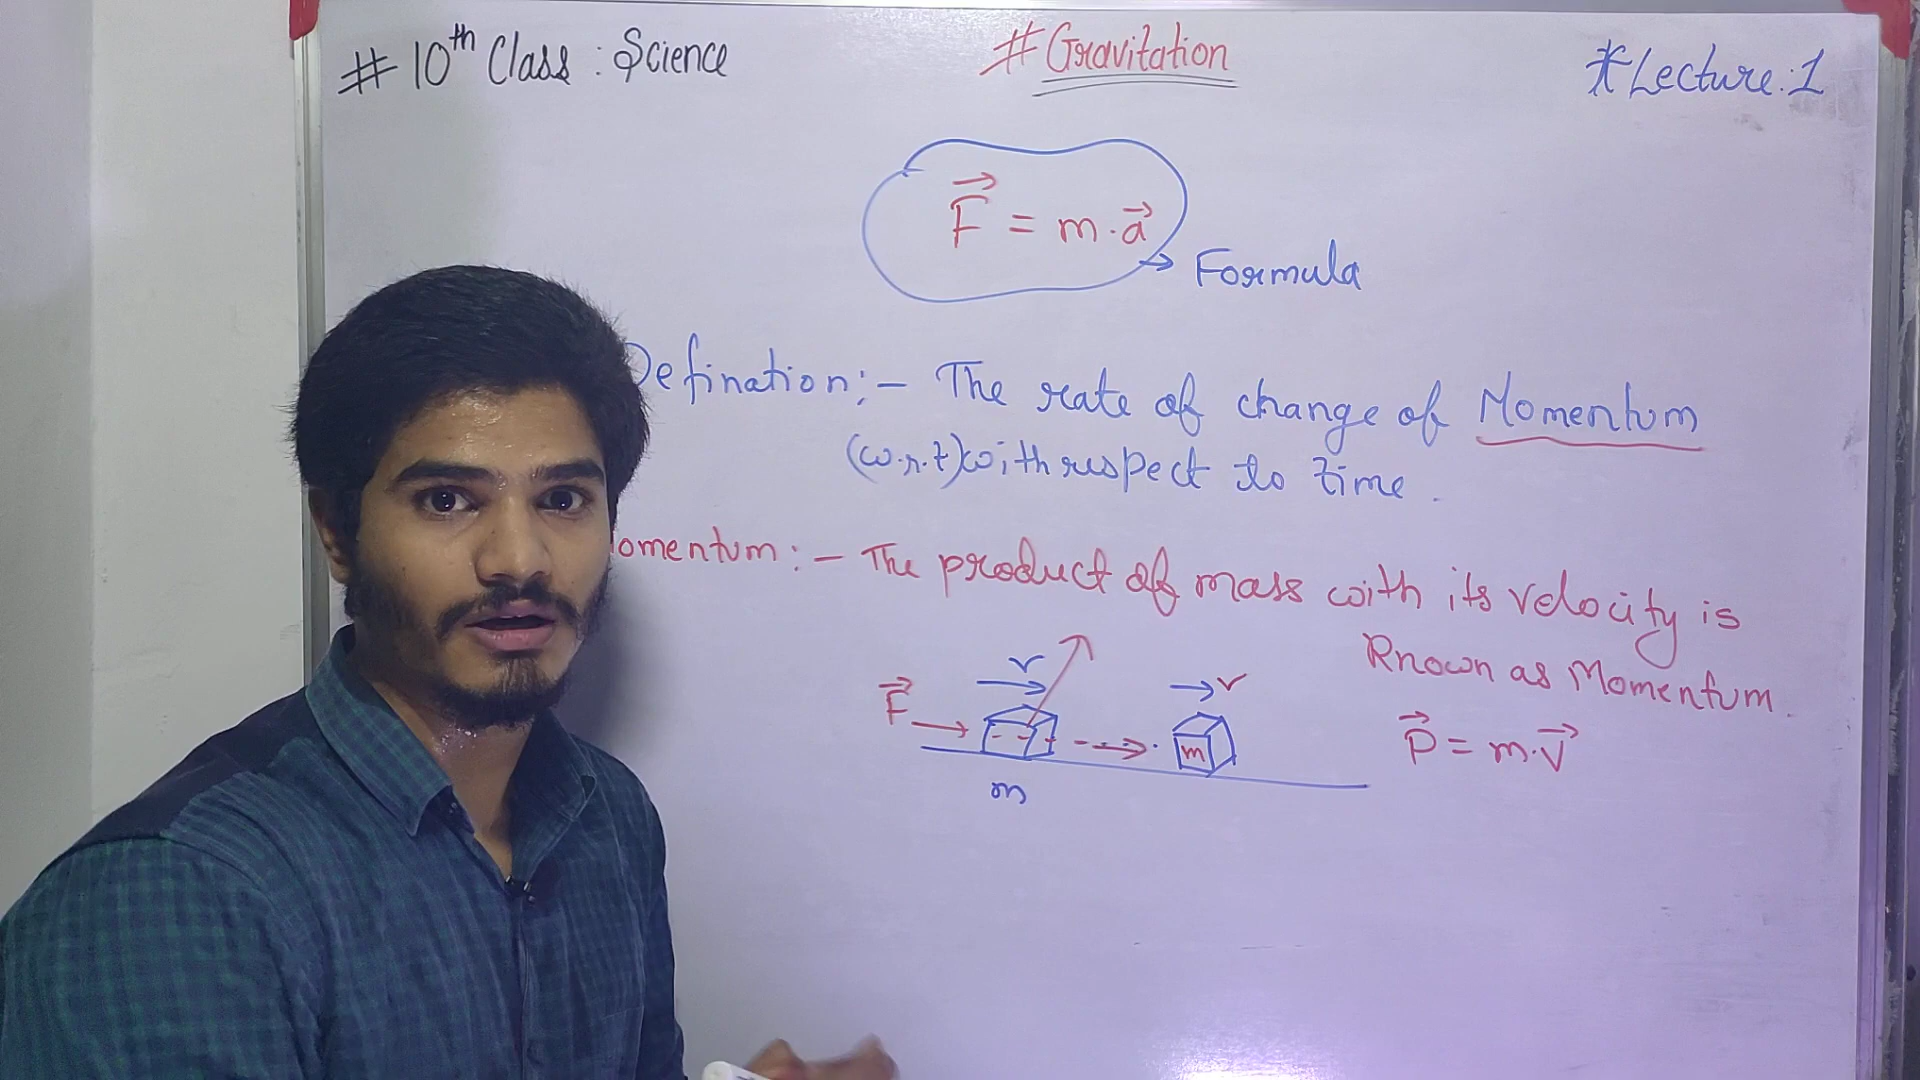 # 10th Class : Science
# Gravitation
* Lecture : 1
F⃗ = m · a⃗
→ Formula
Defination :- The rate of change of Momentum
(w.r.t) with respect to time .
omentum : - The product of mass with its velocity is
Known as Momentum .
v
F⃗
v
m
m
P⃗ = m · v⃗